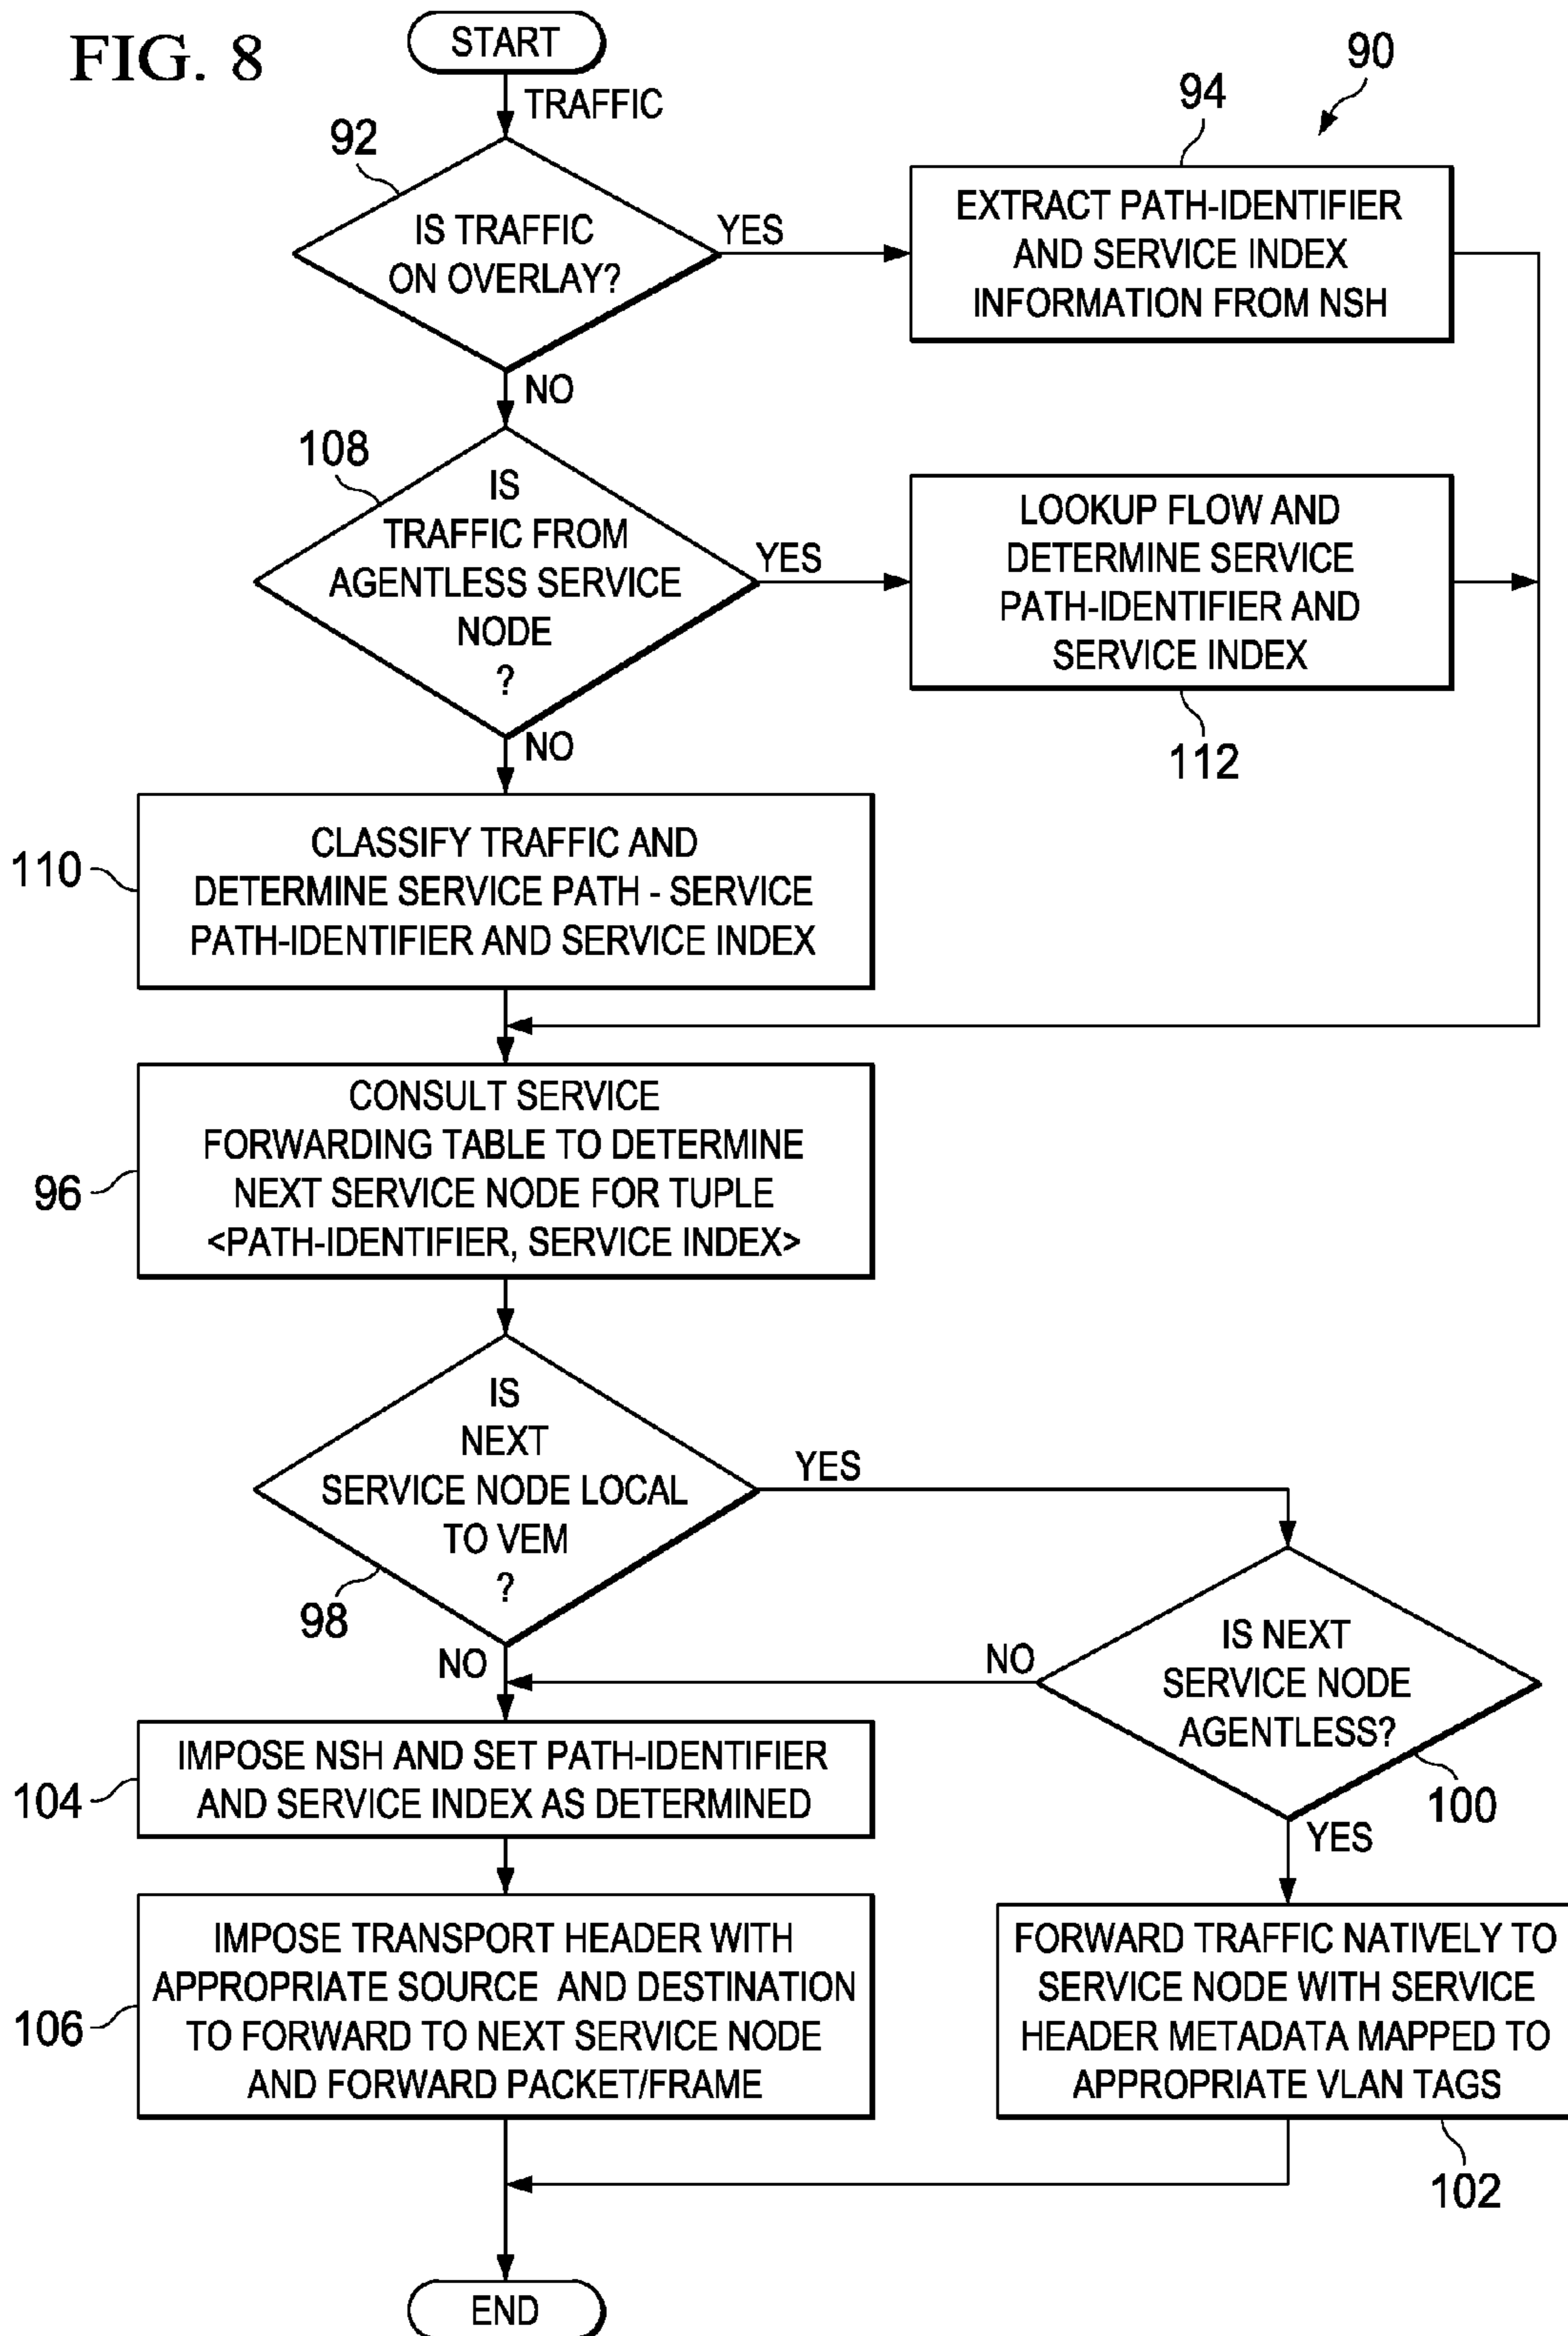 FIG. 8
START
TRAFFIC
90
92
IS TRAFFIC
ON OVERLAY?
YES
94
EXTRACT PATH-IDENTIFIER
AND SERVICE INDEX
INFORMATION FROM NSH
NO
108
IS
TRAFFIC FROM
AGENTLESS SERVICE
NODE
?
YES
LOOKUP FLOW AND
DETERMINE SERVICE
PATH-IDENTIFIER AND
SERVICE INDEX
112
NO
110
CLASSIFY TRAFFIC AND
DETERMINE SERVICE PATH - SERVICE
PATH-IDENTIFIER AND SERVICE INDEX
96
CONSULT SERVICE
FORWARDING TABLE TO DETERMINE
NEXT SERVICE NODE FOR TUPLE
<PATH-IDENTIFIER, SERVICE INDEX>
IS
NEXT
SERVICE NODE LOCAL
TO VEM
?
98
YES
NO
IS NEXT
SERVICE NODE
AGENTLESS?
100
NO
YES
104
IMPOSE NSH AND SET PATH-IDENTIFIER
AND SERVICE INDEX AS DETERMINED
106
IMPOSE TRANSPORT HEADER WITH
APPROPRIATE SOURCE AND DESTINATION
TO FORWARD TO NEXT SERVICE NODE
AND FORWARD PACKET/FRAME
FORWARD TRAFFIC NATIVELY TO
SERVICE NODE WITH SERVICE
HEADER METADATA MAPPED TO
APPROPRIATE VLAN TAGS
102
END